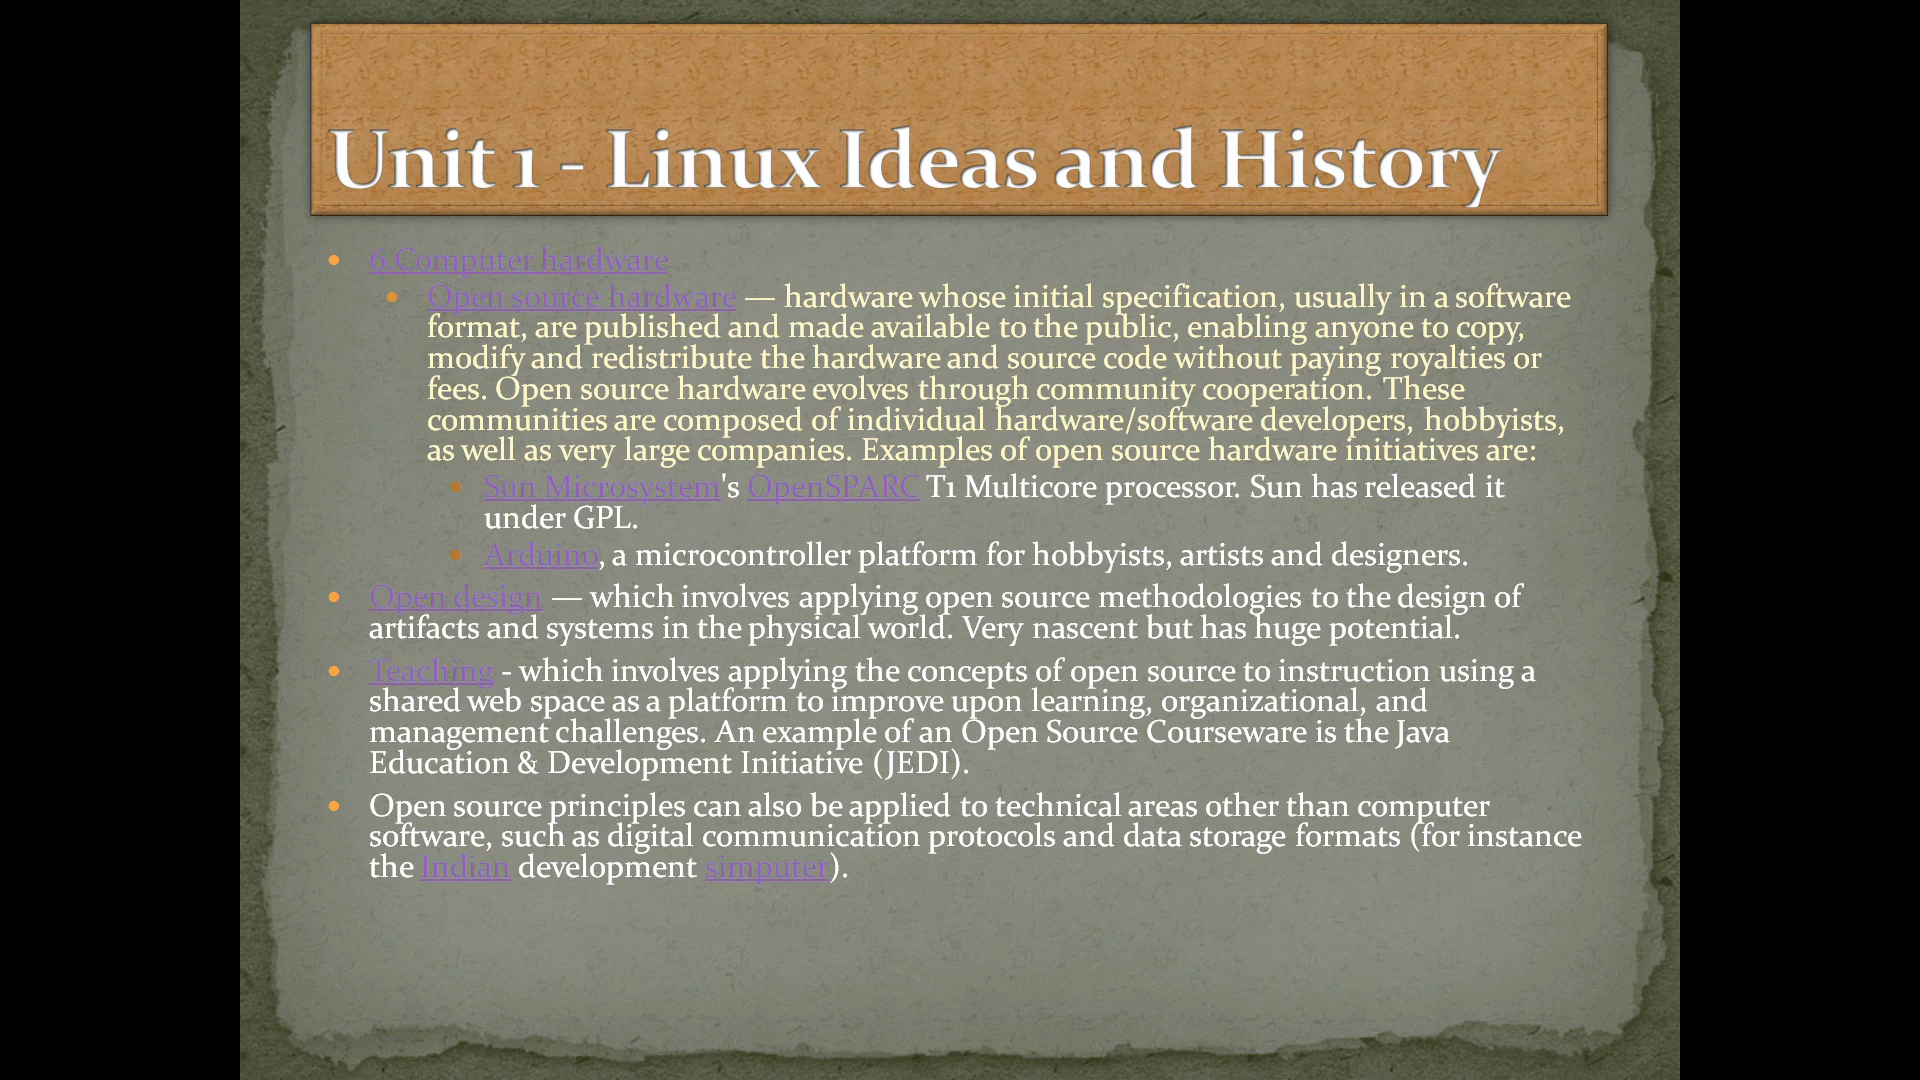 Unit 1 - Linux Ideas and History
6.Computer hardware
Open source hardware — hardware whose initial specification, usually in a software
format, are published and made available to the public, enabling anyone to copy,
modify and redistribute the hardware and source code without paying royalties or
fees. Open source hardware evolves through community cooperation. These
communities are composed of individual hardware/software developers, hobbyists,
as well as very large companies. Examples of open source hardware initiatives are:
Sun Microsystem's OpenSPARC T1 Multicore processor. Sun has released it
under GPL.
Arduino, a microcontroller platform for hobbyists, artists and designers.
Open design — which involves applying open source methodologies to the design of
artifacts and systems in the physical world. Very nascent but has huge potential.
Teaching - which involves applying the concepts of open source to instruction using a
shared web space as a platform to improve upon learning, organizational, and
management challenges. An example of an Open Source Courseware is the Java
Education & Development Initiative (JEDI).
Open source principles can also be applied to technical areas other than computer
software, such as digital communication protocols and data storage formats (for instance
the Indian development simputer).